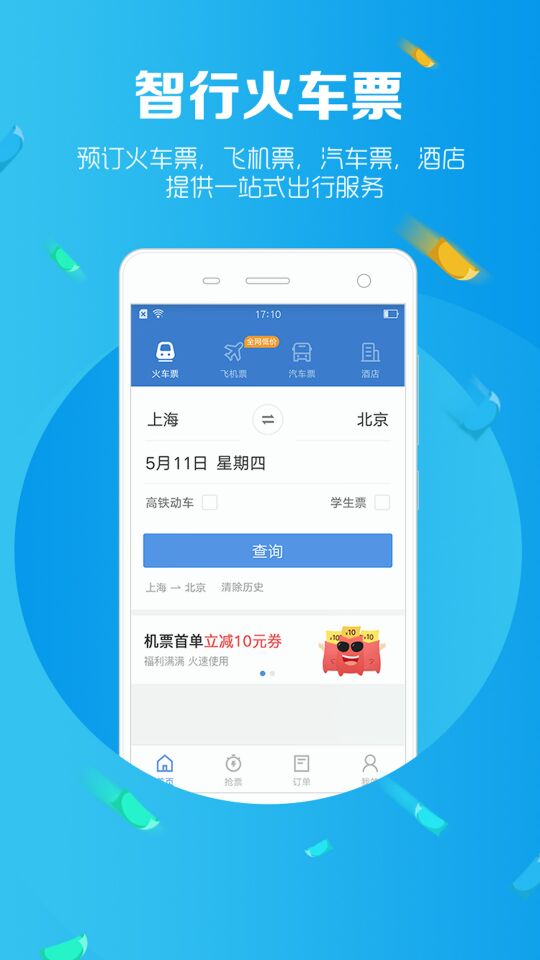 智行火车票
预订火车票，飞机票，汽车票，酒店
提供一站式出行服务
17:10
全网低价
火车票 飞机票 汽车票 酒店
上海 北京
5月11日 星期四
高铁动车 学生票
查询
上海 一 北京 清除历史
机票首单立减10元券
福利满满 火速使用
¥10 ¥10 ¥10
首页 抢票 订单 我的